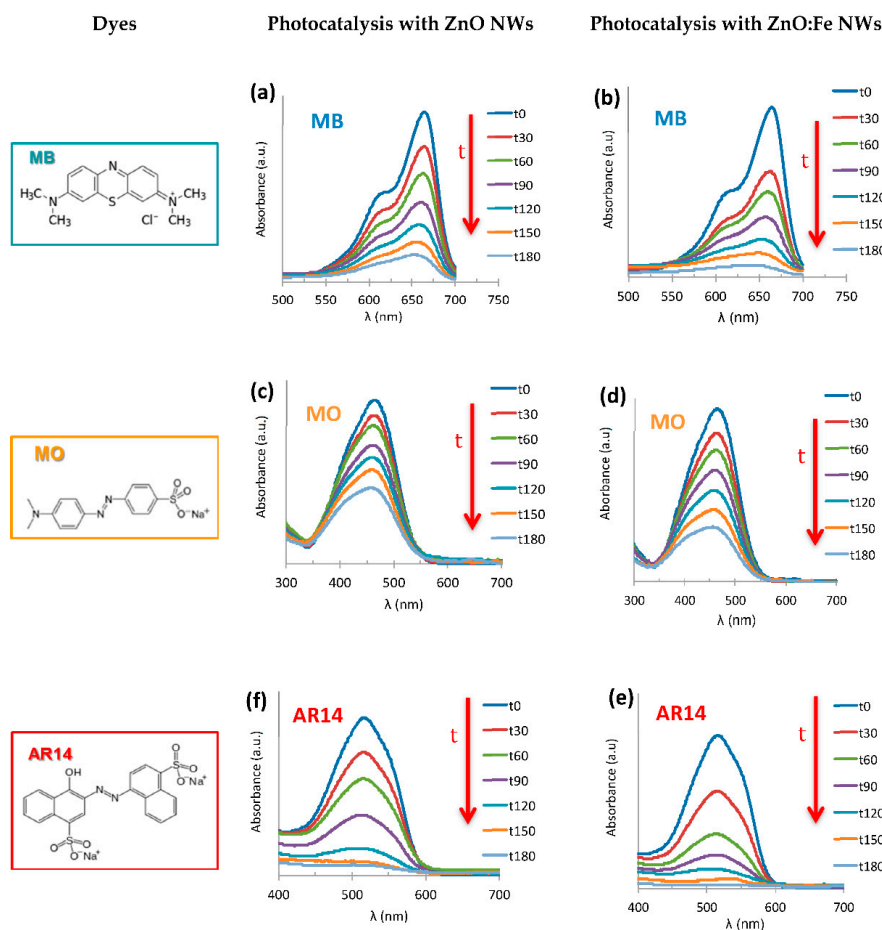 Dyes
Photocatalysis with ZnO NWs
Photocatalysis with ZnO:Fe NWs
MB
N
H₃C
N
CH₃
S
N⁺
CH₃
CH₃
Cl⁻
(a)
MB
Absorbance (a.u.)
500 550 600 650 700 750
λ (nm)
t
t0
t30
t60
t90
t120
t150
t180
(b)
MB
Absorbance (a.u.)
500 550 600 650 700 750
λ (nm)
t
t0
t30
t60
t90
t120
t150
t180
MO
N
N
N
O
O
S
O⁻Na⁺
(c)
MO
Absorbance (a.u.)
300 400 500 600 700
λ (nm)
t
t0
t30
t60
t90
t120
t150
t180
(d)
MO
Absorbance (a.u.)
300 400 500 600 700
λ (nm)
t
t0
t30
t60
t90
t120
t150
t180
AR14
OH
N
N
O
S
O
O⁻Na⁺
O
S
O
O⁻Na⁺
(f)
AR14
Absorbance (a.u.)
400 500 600 700
λ (nm)
t
t0
t30
t60
t90
t120
t150
t180
(e)
AR14
Absorbance (a.u)
400 500 600 700
λ (nm)
t
t0
t30
t60
t90
t120
t150
t180